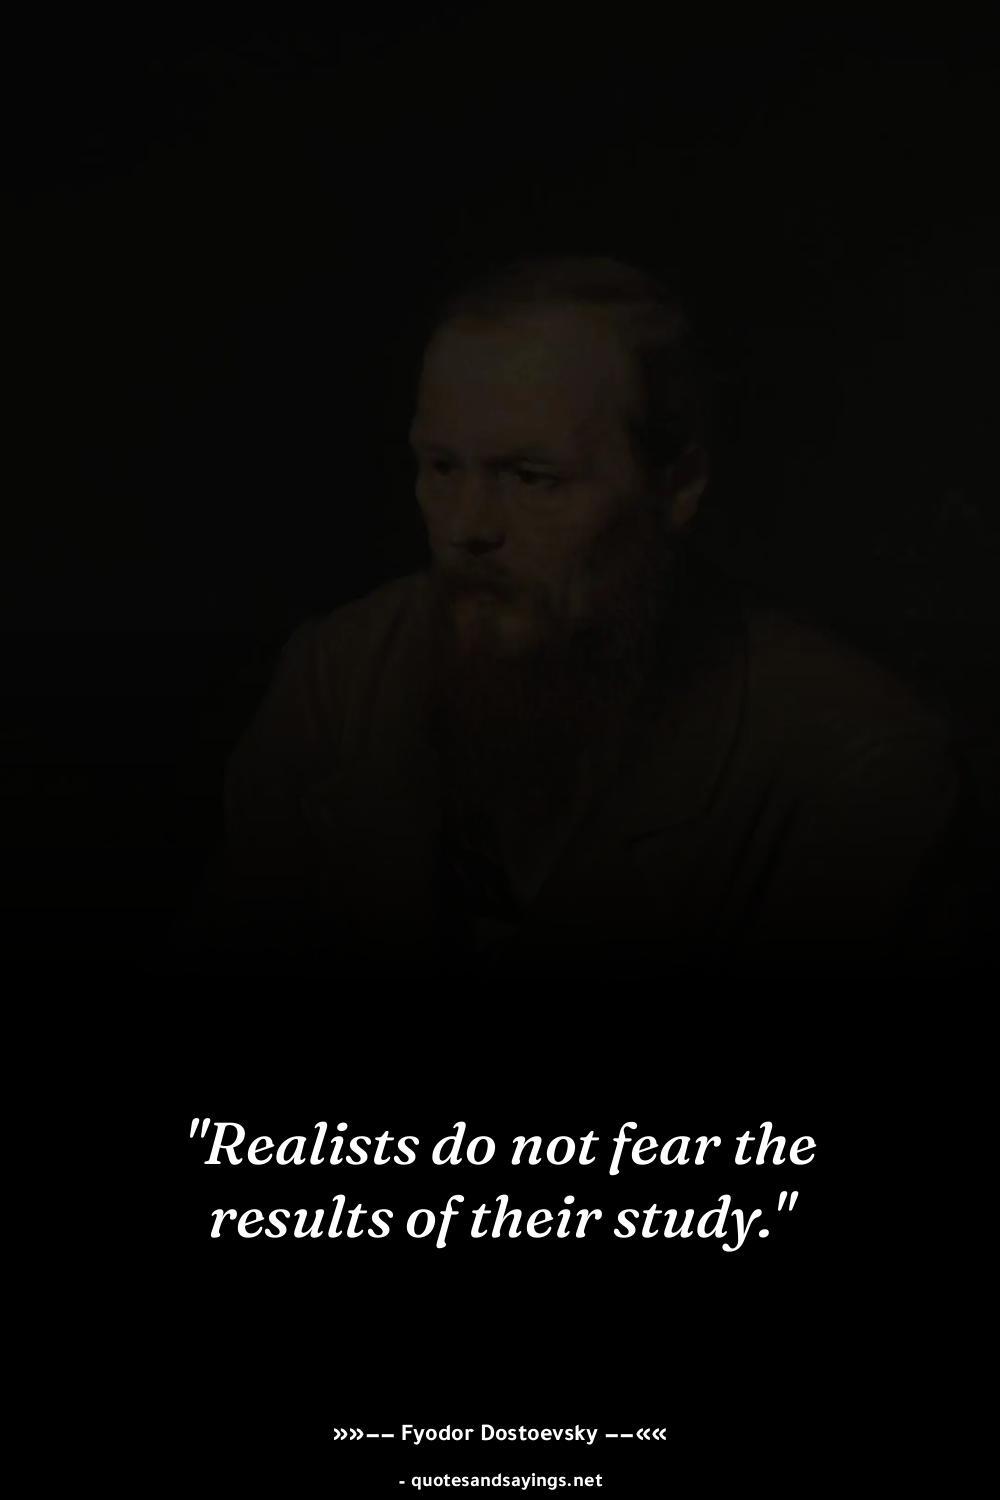 "Realists do not fear the
results of their study."
»»–– Fyodor Dostoevsky ––««
- quotesandsayings.net